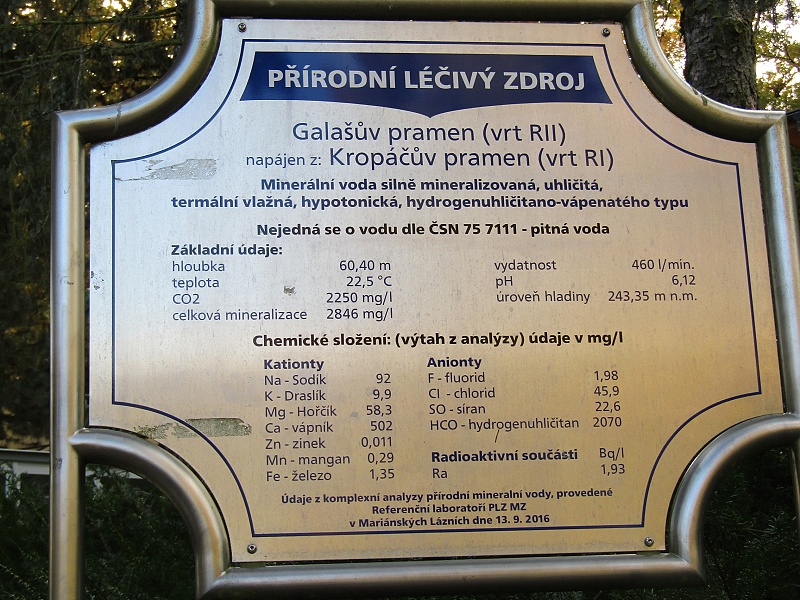 PŘÍRODNÍ LÉČIVÝ ZDROJ
Galašův pramen (vrt RII)
napájen z: Kropáčův pramen (vrt RI)
Minerální voda silně mineralizovaná, uhličitá,
termální vlažná, hypotonická, hydrogenuhličitano-vápenatého typu
Nejedná se o vodu dle ČSN 75 7111 - pitná voda
Základní údaje:
hloubka 60,40 m vydatnost 460 l/min.
teplota 22,5 °C pH 6,12
CO2 2250 mg/l úroveň hladiny 243,35 m n.m.
celková mineralizace 2846 mg/l
Chemické složení: (výtah z analýzy) údaje v mg/l
Kationty Anionty
Na - Sodík 92 F - fluorid 1,98
K - Draslík 9,9 Cl - chlorid 45,9
Mg - Hořčík 58,3 SO - síran 22,6
Ca - vápník 502 HCO - hydrogenuhličitan 2070
Zn - zinek 0,011
Mn - mangan 0,29 Radioaktivní součásti Bq/l
Fe - železo 1,35 Ra 1,93
Údaje z komplexní analyzy přírodní mineralní vody, provedené
Referenční laboratoří PLZ MZ
v Mariánských Lázních dne 13. 9. 2016